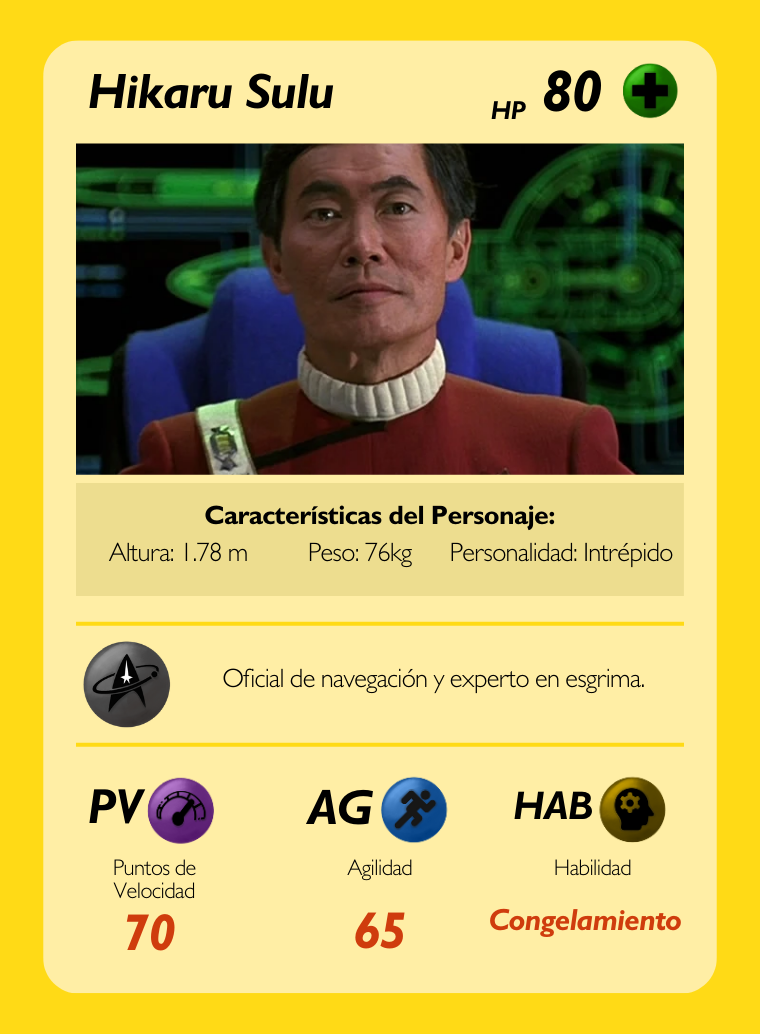 Hikaru Sulu HP 80
Características del Personaje:
Altura: 1.78 m Peso: 76kg Personalidad: Intrépido
Oficial de navegación y experto en esgrima.
PV AG HAB
Puntos de Velocidad
Agilidad
Habilidad
70 65 Congelamiento